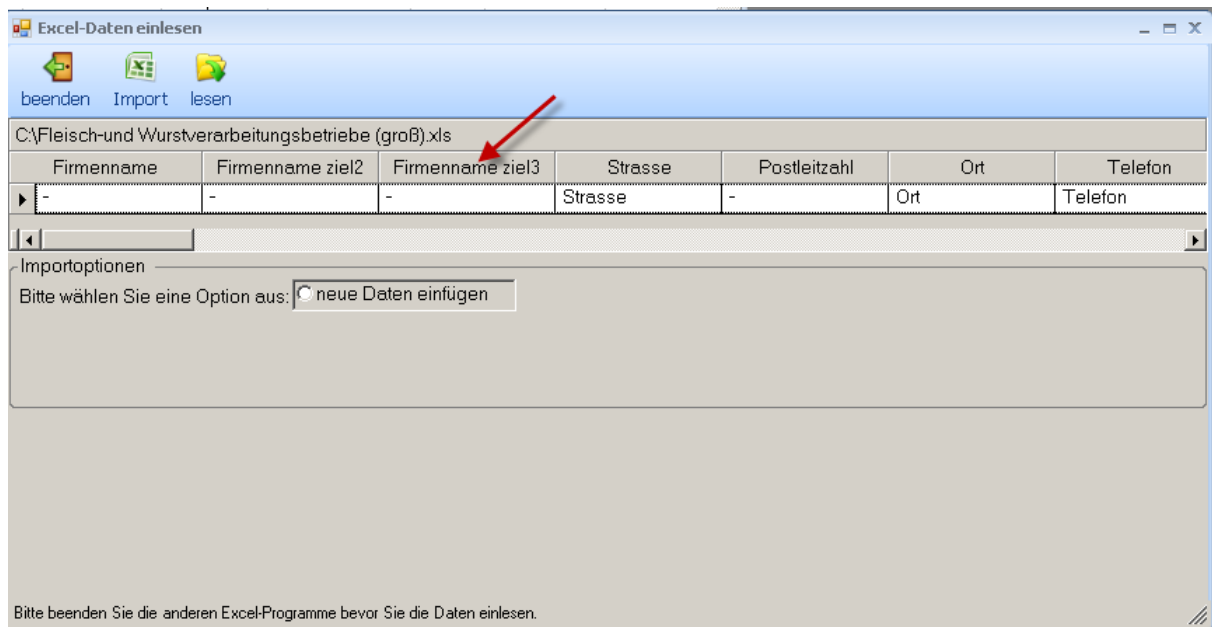 Excel-Daten einlesen
beenden Import lesen
C:\Fleisch-und Wurstverarbeitungsbetriebe (groß).xls
Firmenname Firmenname ziel2 Firmenname ziel3 Strasse Postleitzahl Ort Telefon
- - - Strasse - Ort Telefon
Importoptionen
Bitte wählen Sie eine Option aus: neue Daten einfügen
Bitte beenden Sie die anderen Excel-Programme bevor Sie die Daten einlesen.